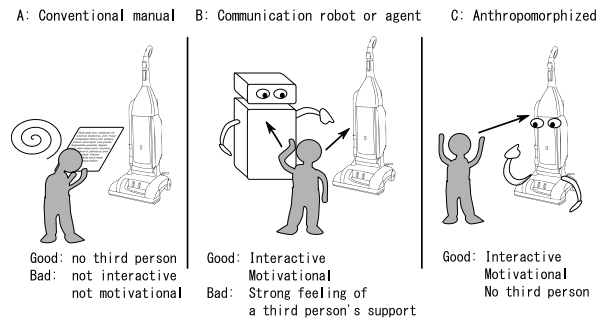 A: Conventional manual
B: Communication robot or agent
C: Anthropomorphized
Good: no third person
Bad: not interactive
not motivational
Good: Interactive
Motivational
Bad: Strong feeling of
a third person's support
Good: Interactive
Motivational
No third person